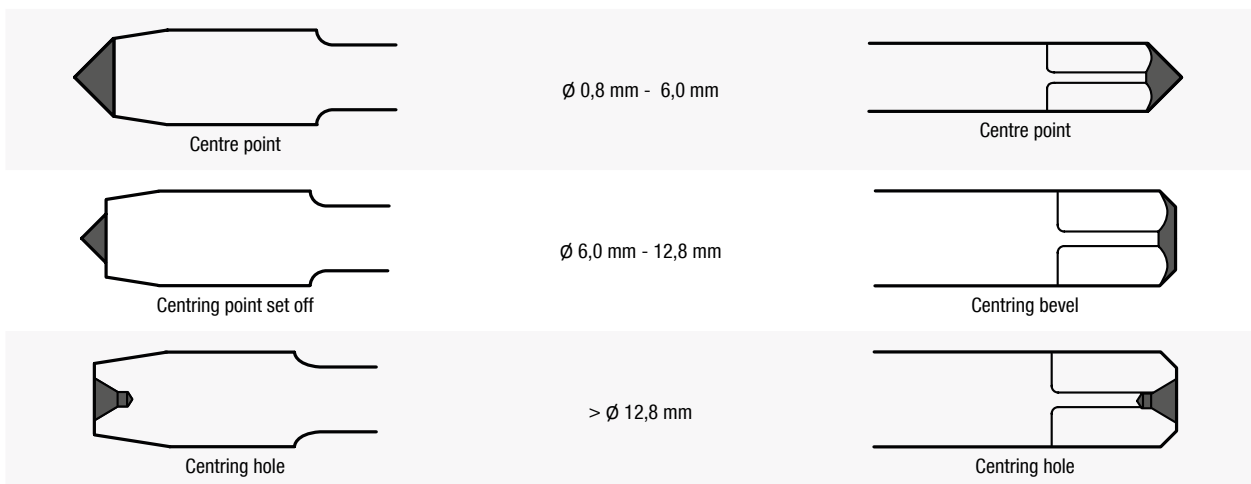 Ø 0,8 mm - 6,0 mm
Centre point
Centre point
Ø 6,0 mm - 12,8 mm
Centring point set off
Centring bevel
> Ø 12,8 mm
Centring hole
Centring hole